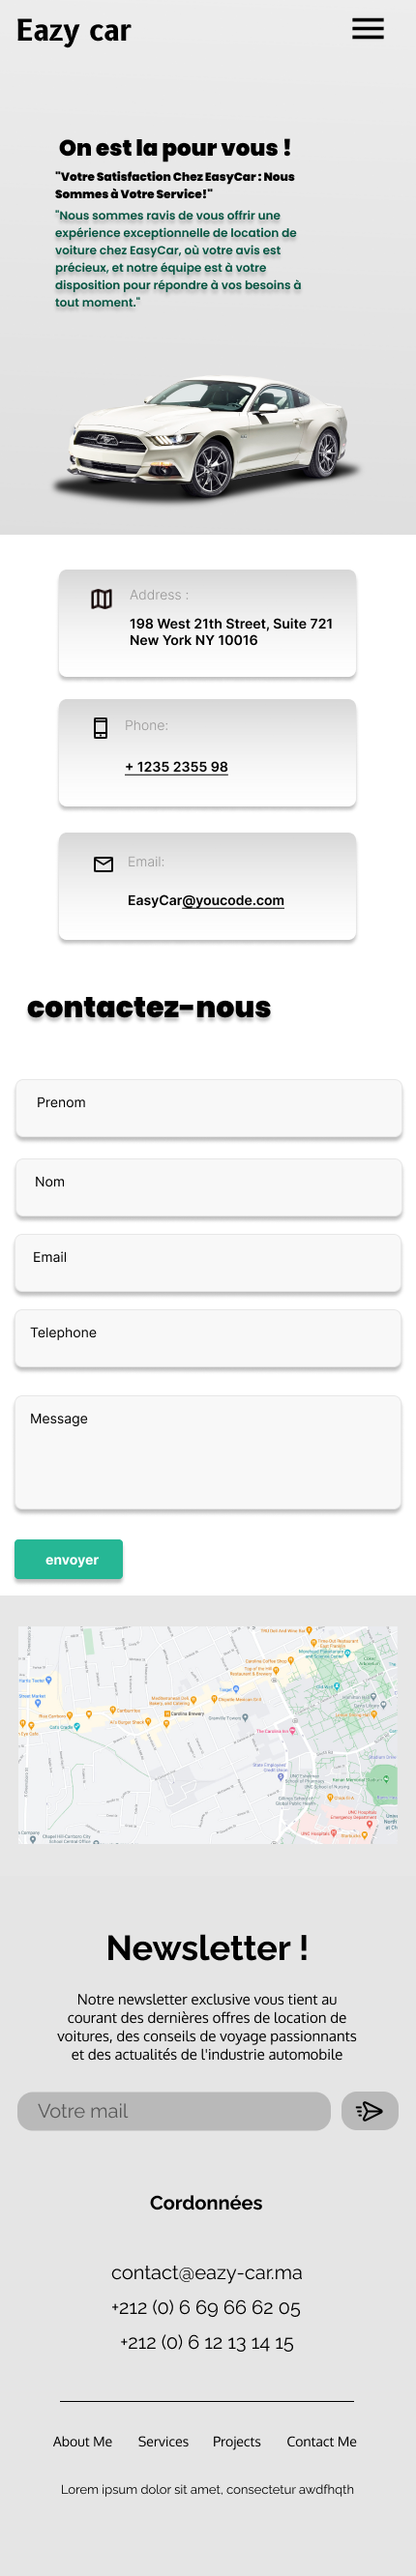 Eazy car
On est la pour vous !
"Votre Satisfaction Chez EasyCar : Nous
Sommes à Votre Service!"
"Nous sommes ravis de vous offrir une
expérience exceptionnelle de location de
voiture chez EasyCar, où votre avis est
précieux, et notre équipe est à votre
disposition pour répondre à vos besoins à
tout moment."
Address :
198 West 21th Street, Suite 721
New York NY 10016
Phone:
+ 1235 2355 98
Email:
EasyCar@youcode.com
contactez-nous
Prenom
Nom
Email
Telephone
Message
envoyer
Target
Carolina Brewery
Newsletter !
Notre newsletter exclusive vous tient au
courant des dernières offres de location de
voitures, des conseils de voyage passionnants
et des actualités de l'industrie automobile
Votre mail
Cordonnées
contact@eazy-car.ma
+212 (0) 6 69 66 62 05
+212 (0) 6 12 13 14 15
About Me
Services
Projects
Contact Me
Lorem ipsum dolor sit amet, consectetur awdfhqth